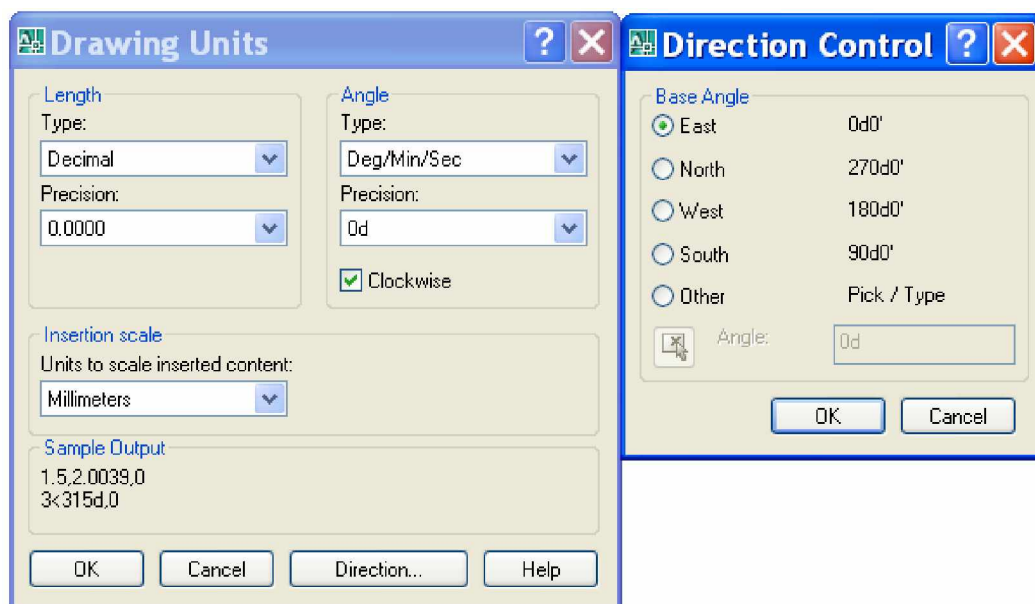 Drawing Units
Length
Type:
Decimal
Precision:
0.0000
Angle
Type:
Deg/Min/Sec
Precision:
0d
Clockwise
Insertion scale
Units to scale inserted content:
Millimeters
Sample Output
1.5,2.0039,0
3<315d,0
OK Cancel Direction... Help
Direction Control
Base Angle
East 0d0'
North 270d0'
West 180d0'
South 90d0'
Other Pick / Type
Angle: 0d
OK Cancel